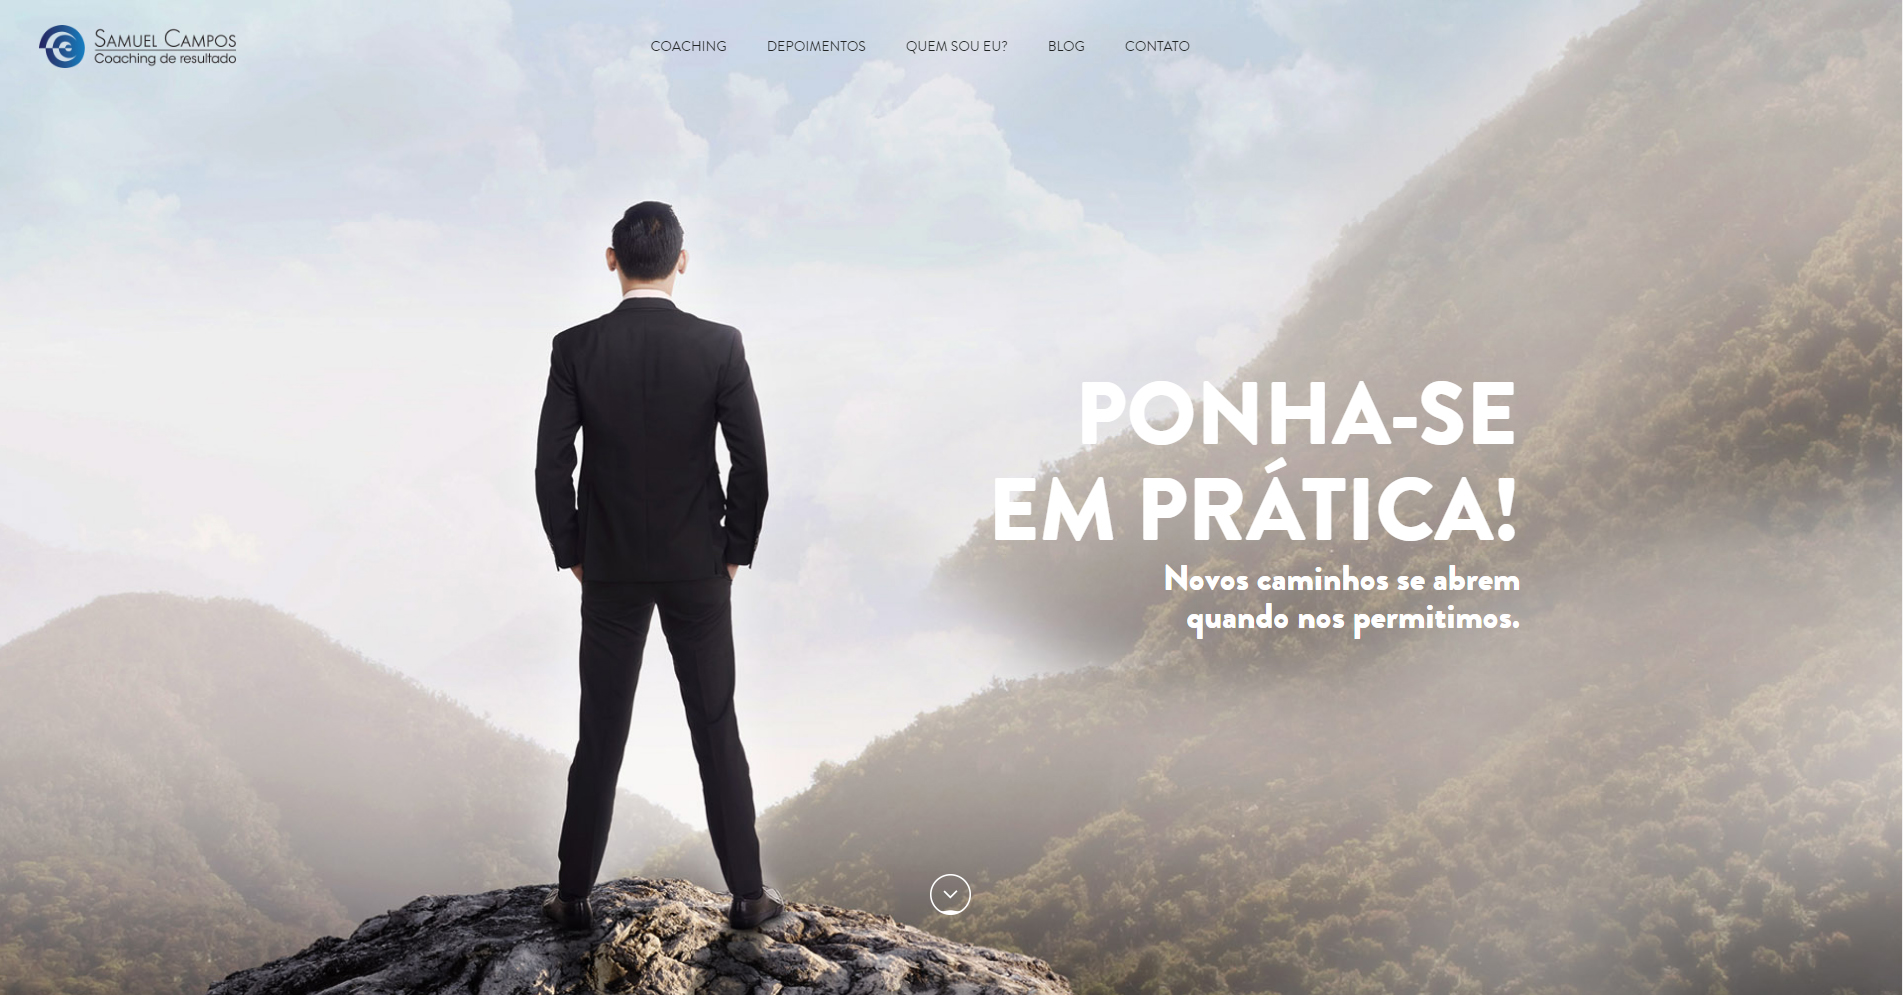 SAMUEL CAMPOS
Coaching de resultado
COACHING
DEPOIMENTOS
QUEM SOU EU?
BLOG
CONTATO
PONHA-SE
EM PRÁTICA!
Novos caminhos se abrem
quando nos permitimos.